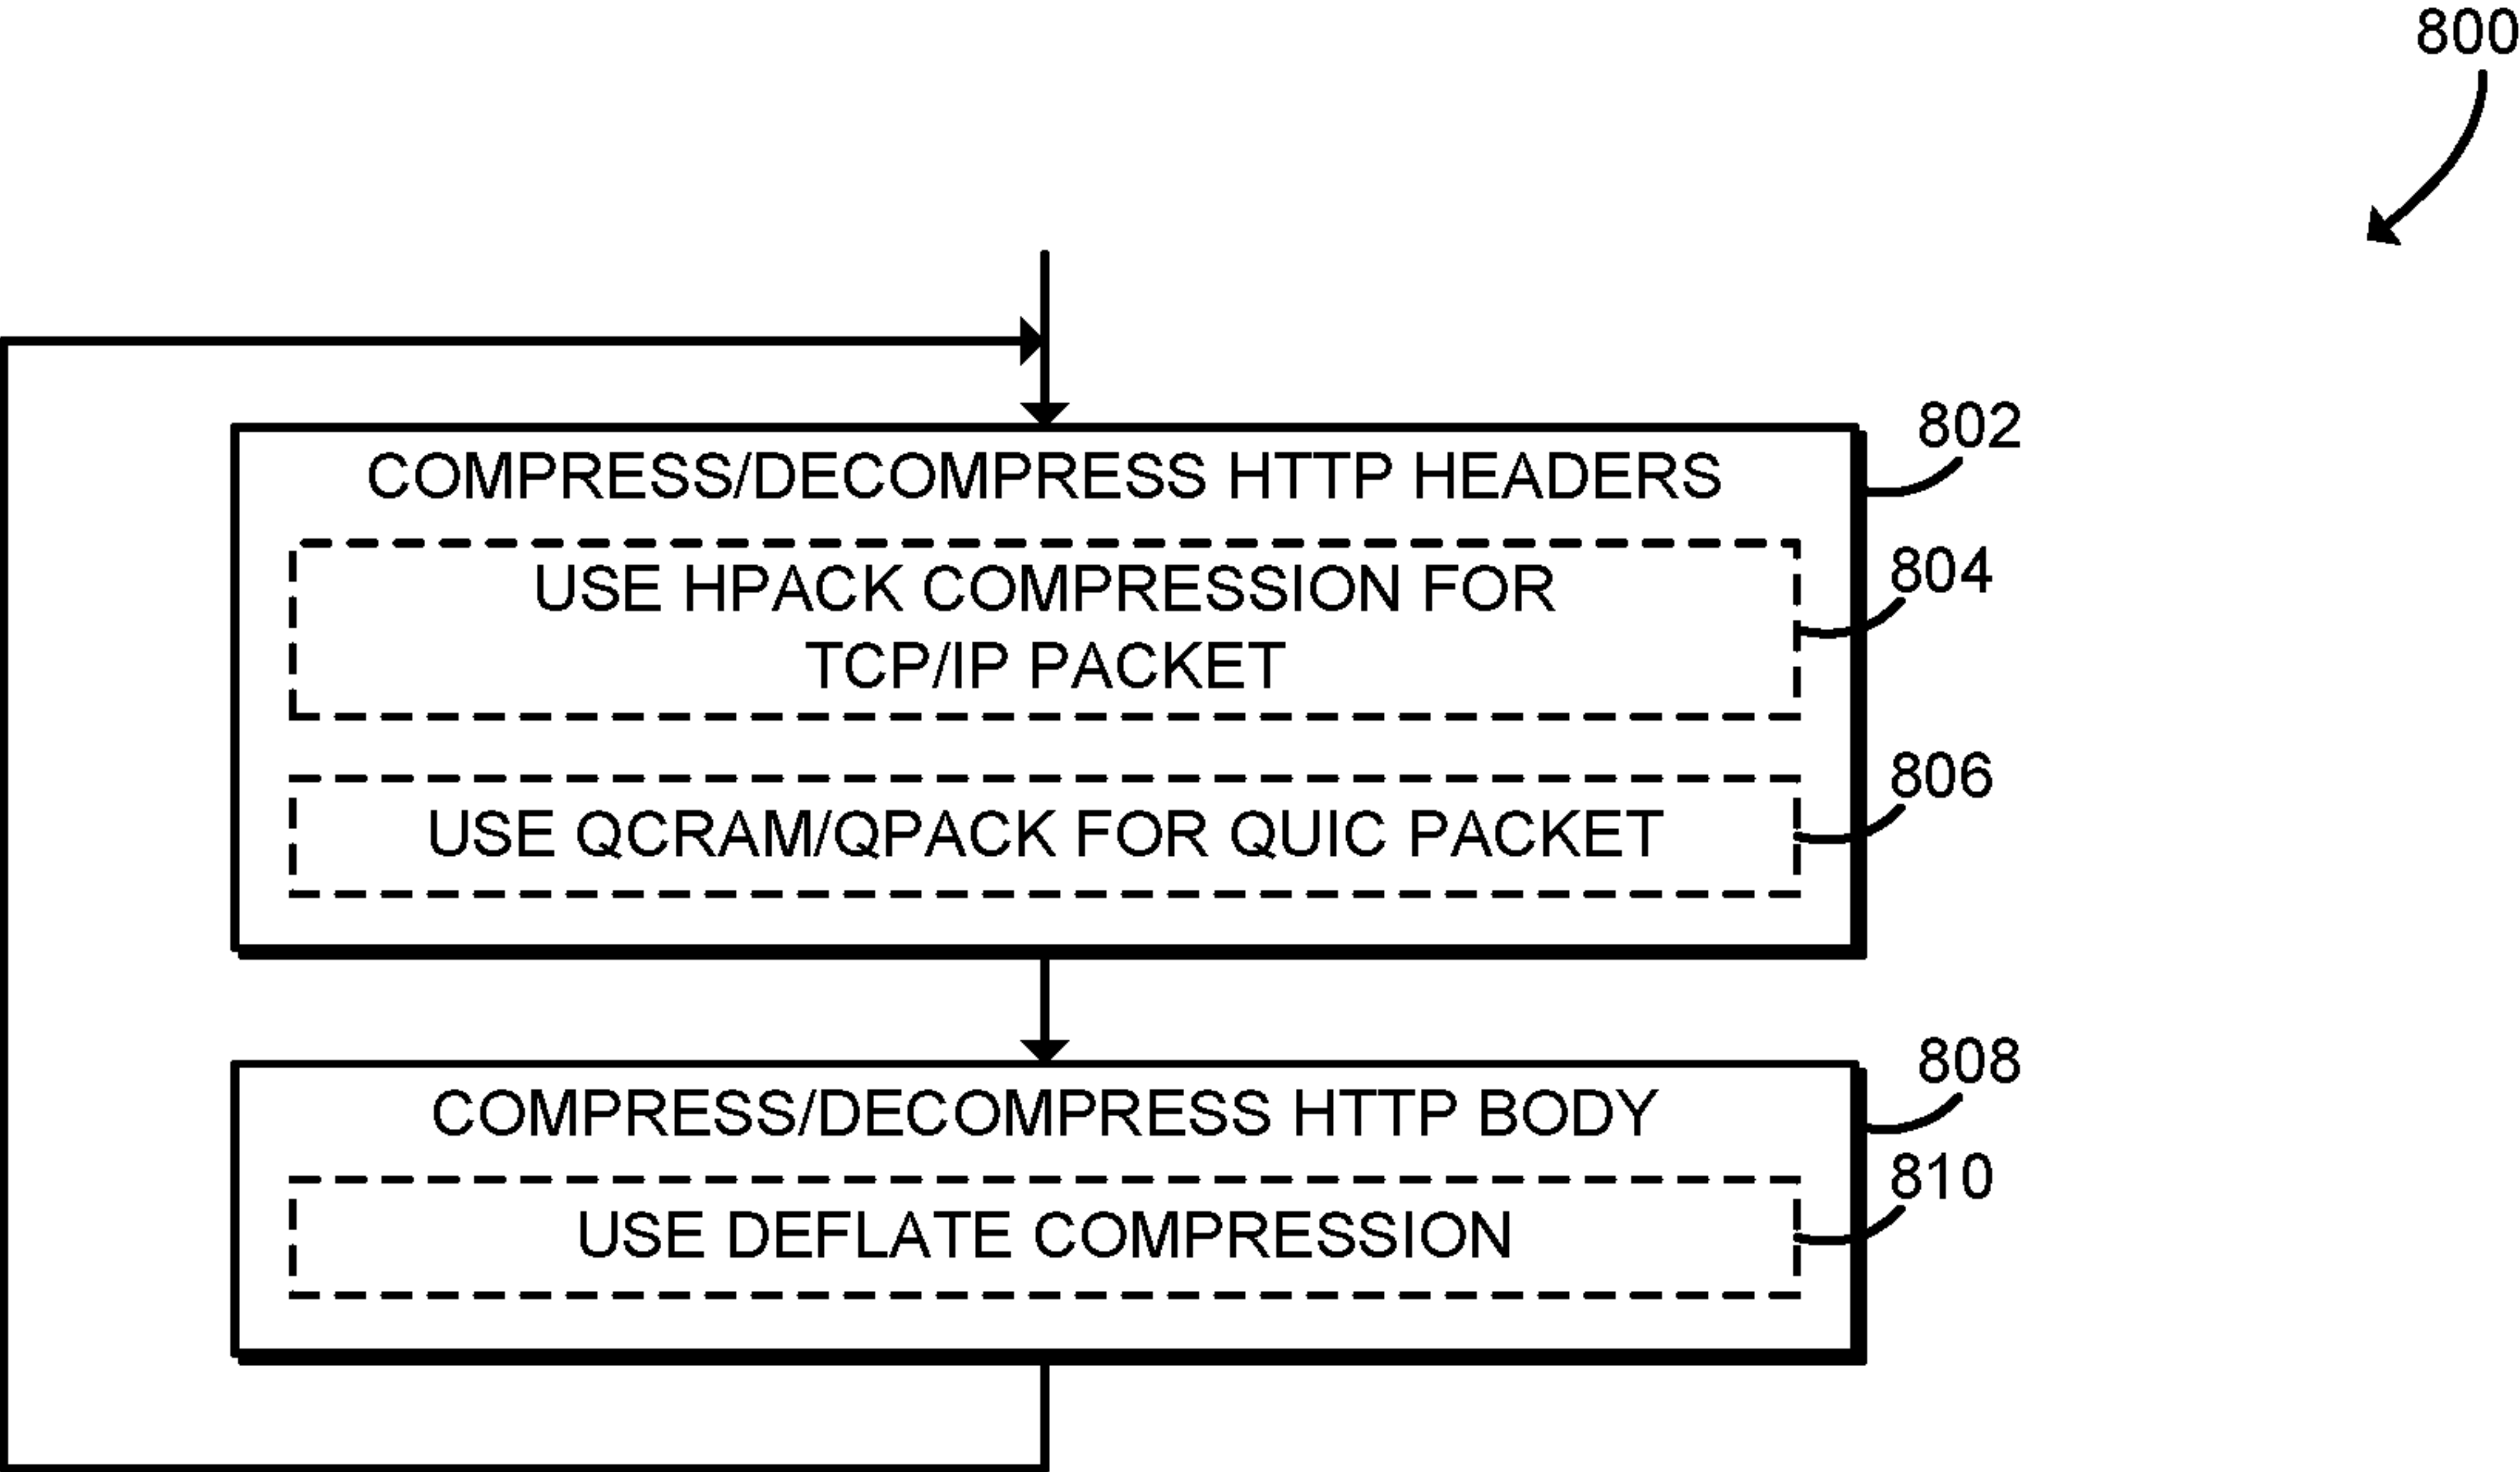 800
802
COMPRESS/DECOMPRESS HTTP HEADERS
804
USE HPACK COMPRESSION FOR
TCP/IP PACKET
806
USE QCRAM/QPACK FOR QUIC PACKET
808
COMPRESS/DECOMPRESS HTTP BODY
810
USE DEFLATE COMPRESSION